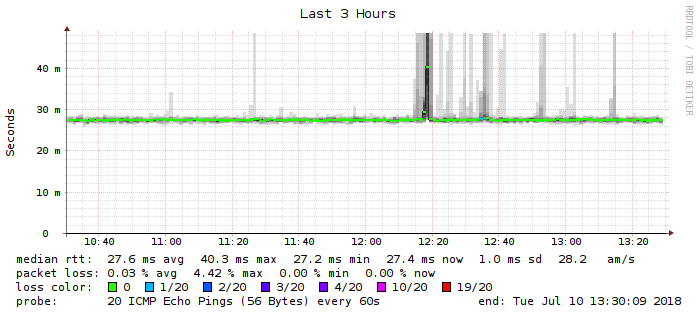 Last 3 Hours
RRDTOOL / TOBI OETIKER
Seconds
40 m
30 m
20 m
10 m
0
10:40 11:00 11:20 11:40 12:00 12:20 12:40 13:00 13:20
median rtt: 27.6 ms avg 40.3 ms max 27.2 ms min 27.4 ms now 1.0 ms sd 28.2 am/s
packet loss: 0.03 % avg 4.42 % max 0.00 % min 0.00 % now
loss color: 0 1/20 2/20 3/20 4/20 10/20 19/20
probe: 20 ICMP Echo Pings (56 Bytes) every 60s end: Tue Jul 10 13:30:09 2018